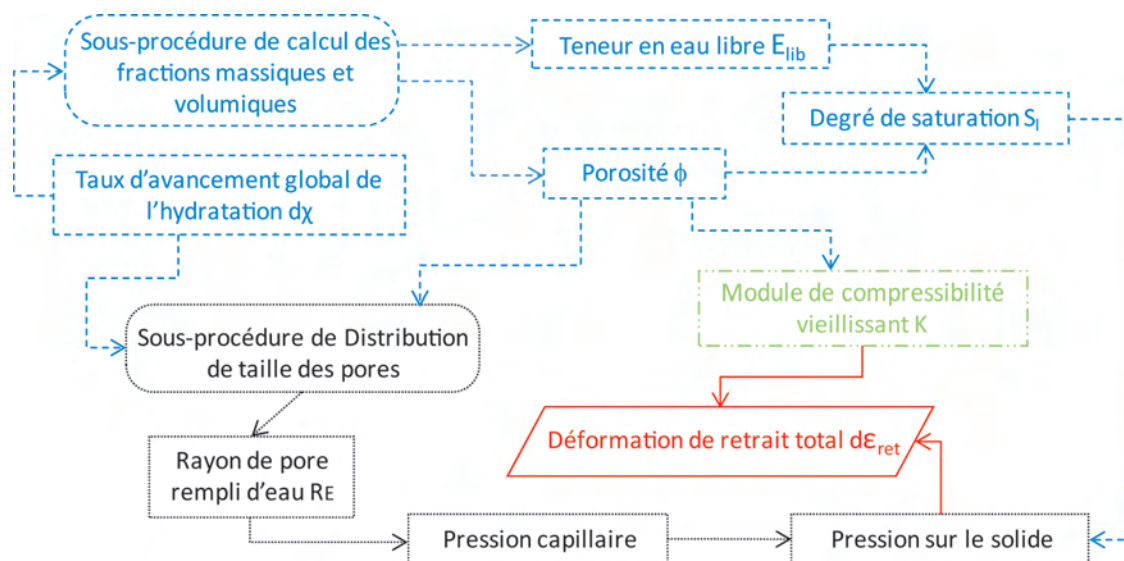 Sous-procédure de calcul des
fractions massiques et
volumiques
Teneur en eau libre Elib
Degré de saturation Sl
Taux d'avancement global de
l'hydratation dχ
Porosité ϕ
Module de compressibilité
vieillissant K
Sous-procédure de Distribution
de taille des pores
Déformation de retrait total dεret
Rayon de pore
rempli d'eau RE
Pression capillaire
Pression sur le solide